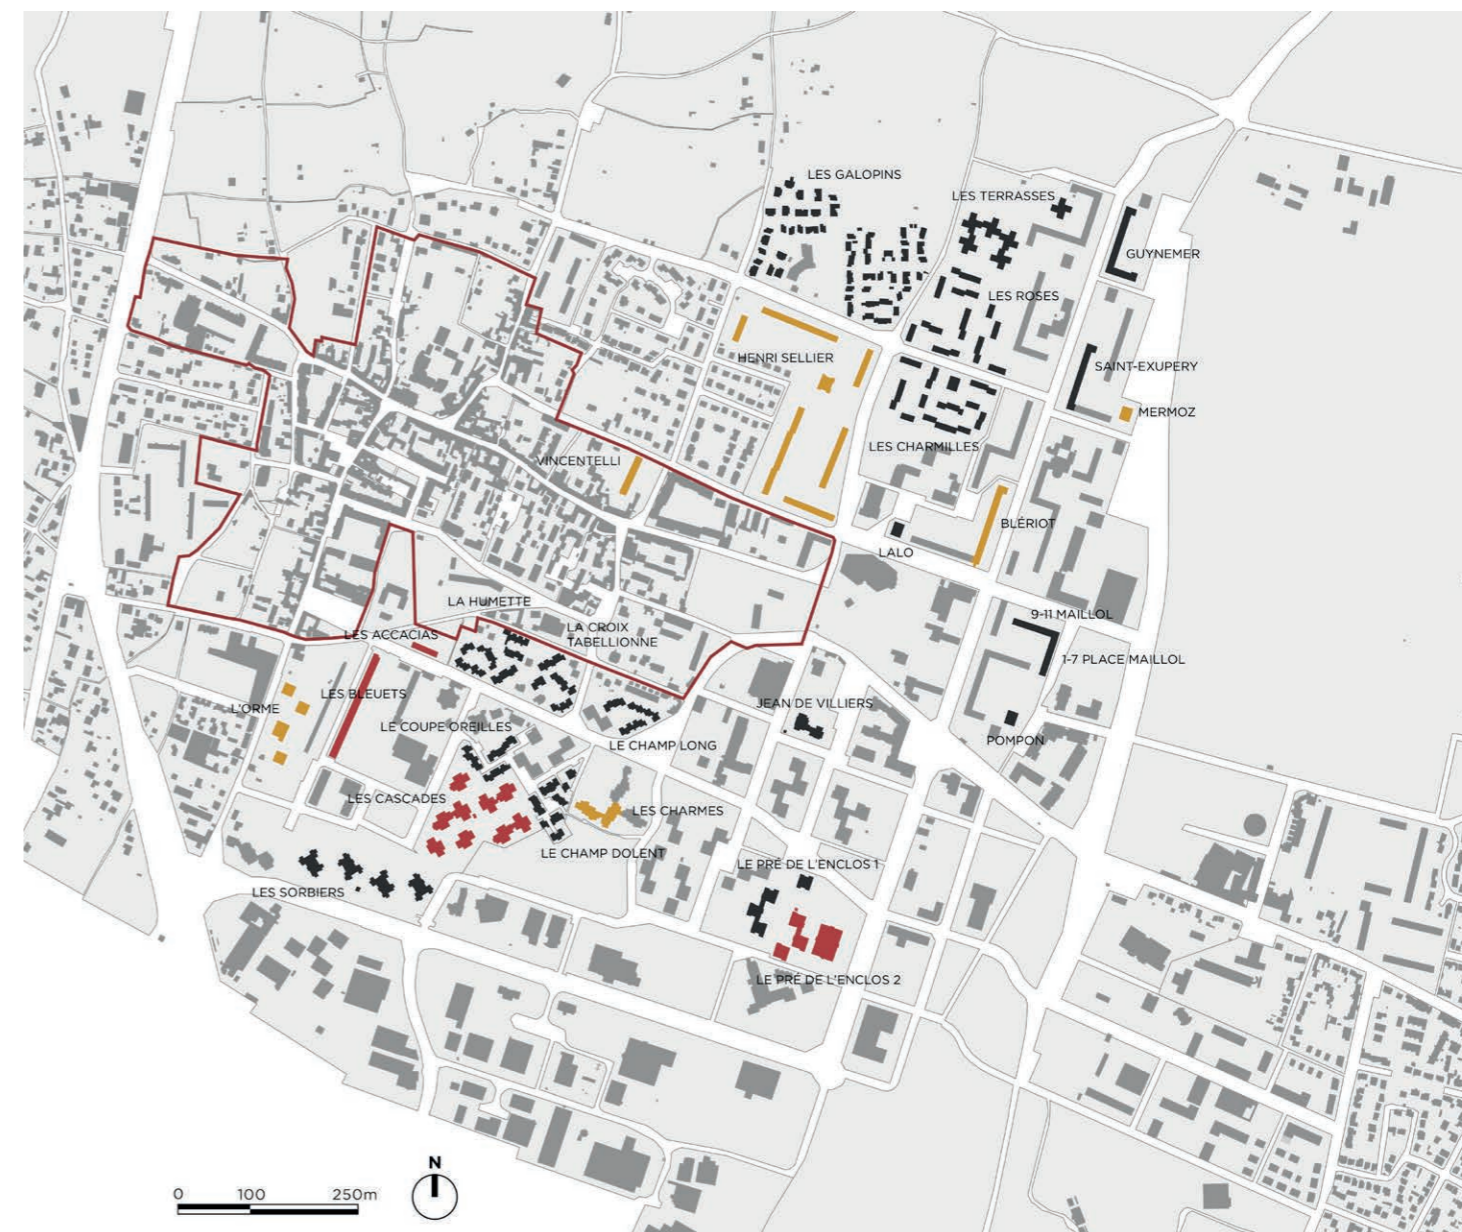 LES GALOPINS
LES TERRASSES
GUYNEMER
LES ROSES
HENRI SELLIER
SAINT-EXUPERY
MERMOZ
LES CHARMILLES
VINCENTELLI
BLÉRIOT
LALO
LA HUMETTE
9-11 MAILLOL
LES ACCACIAS
LA CROIX
TABELLIONNE
1-7 PLACE MAILLOL
LES BLEUETS
L'ORME
JEAN DE VILLIERS
LE COUPE OREILLES
LE CHAMP LONG
POMPON
LES CASCADES
LES CHARMES
LE CHAMP DOLENT
LE PRÉ DE L'ENCLOS 1
LES SORBIERS
LE PRÉ DE L'ENCLOS 2
N
0 100 250m